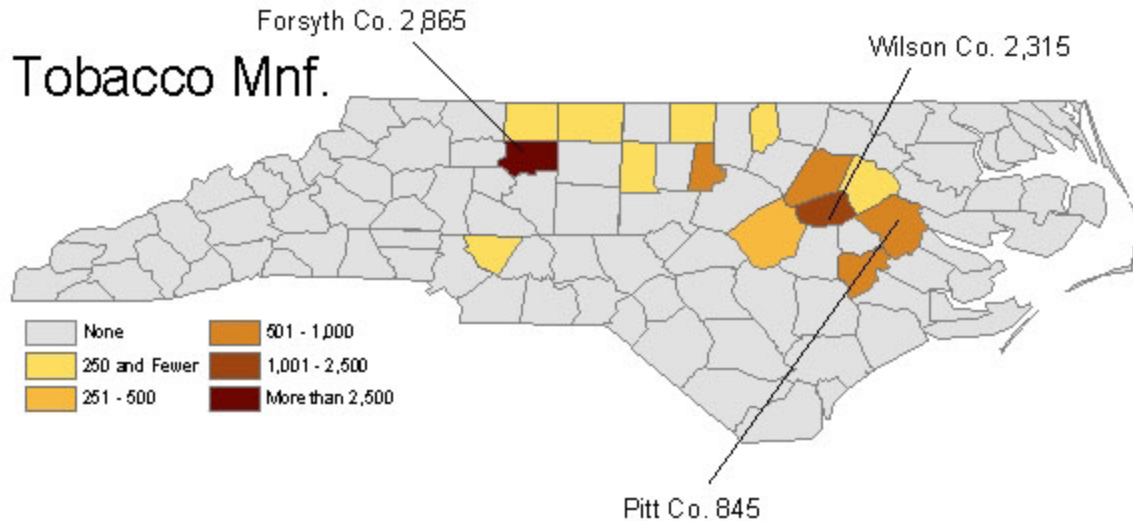 Forsyth Co. 2,865
Wilson Co. 2,315
Tobacco Mnf.
None
250 and Fewer
251 - 500
501 - 1,000
1,001 - 2,500
More than 2,500
Pitt Co. 845